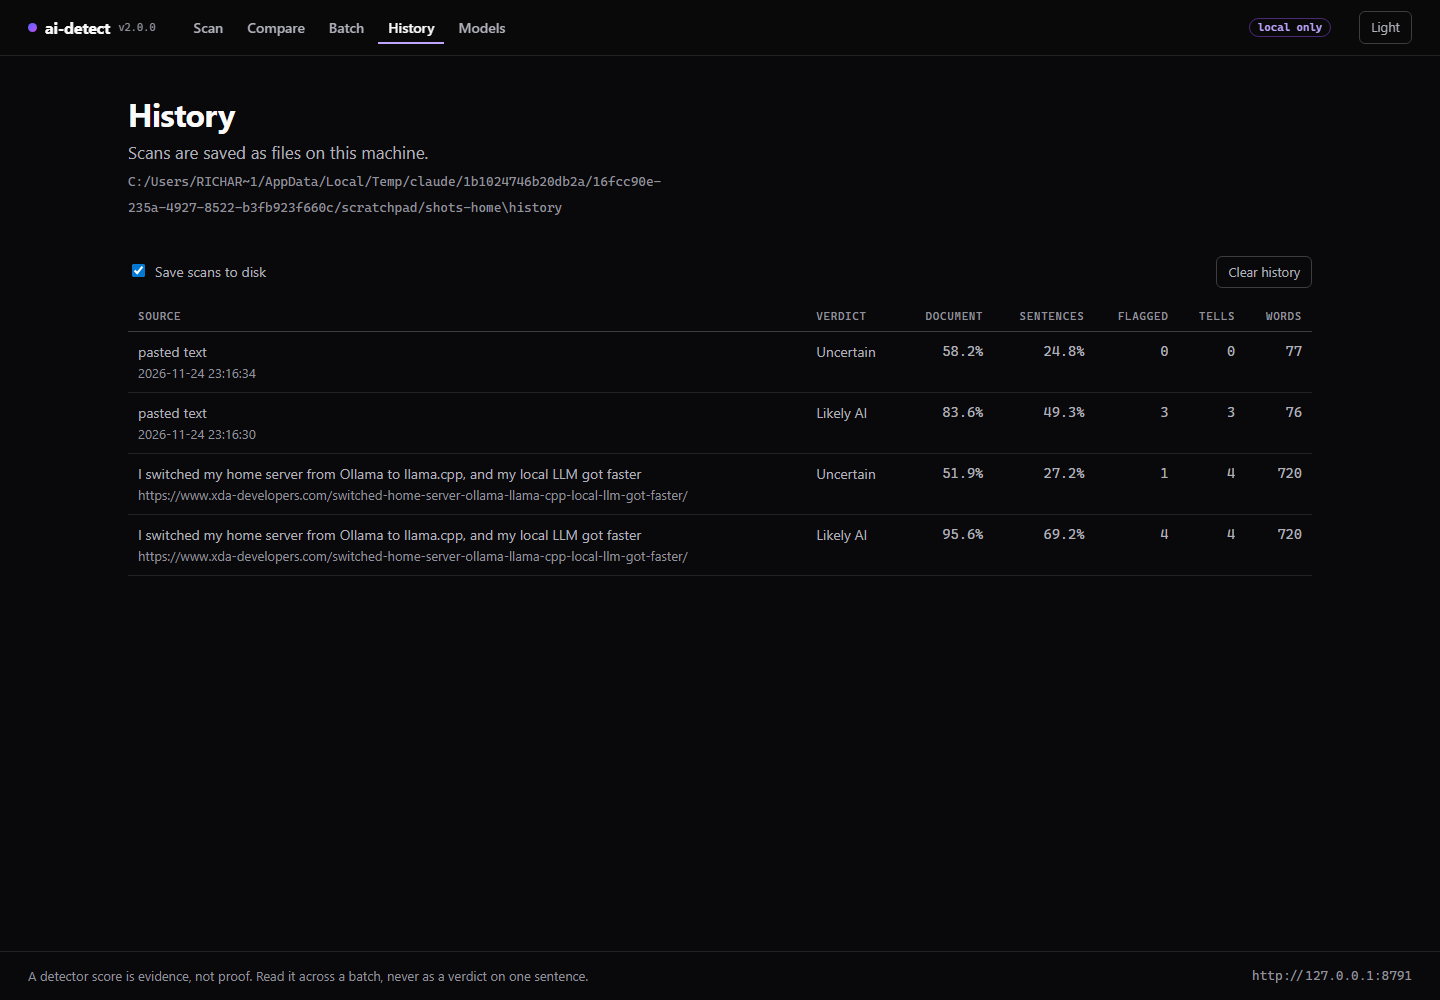 ai-detect v2.0.0 Scan Compare Batch History Models local only Light
History
Scans are saved as files on this machine.
C:/Users/RICHAR~1/AppData/Local/Temp/claude/1b1024746b20db2a/16fcc90e-
235a-4927-8522-b3fb923f660c/scratchpad/shots-home\history
Save scans to disk Clear history
SOURCE VERDICT DOCUMENT SENTENCES FLAGGED TELLS WORDS
pasted text Uncertain 58.2% 24.8% 0 0 77
2026-11-24 23:16:34
pasted text Likely AI 83.6% 49.3% 3 3 76
2026-11-24 23:16:30
I switched my home server from Ollama to llama.cpp, and my local LLM got faster Uncertain 51.9% 27.2% 1 4 720
https://www.xda-developers.com/switched-home-server-ollama-llama-cpp-local-llm-got-faster/
I switched my home server from Ollama to llama.cpp, and my local LLM got faster Likely AI 95.6% 69.2% 4 4 720
https://www.xda-developers.com/switched-home-server-ollama-llama-cpp-local-llm-got-faster/
A detector score is evidence, not proof. Read it across a batch, never as a verdict on one sentence. http://127.0.0.1:8791